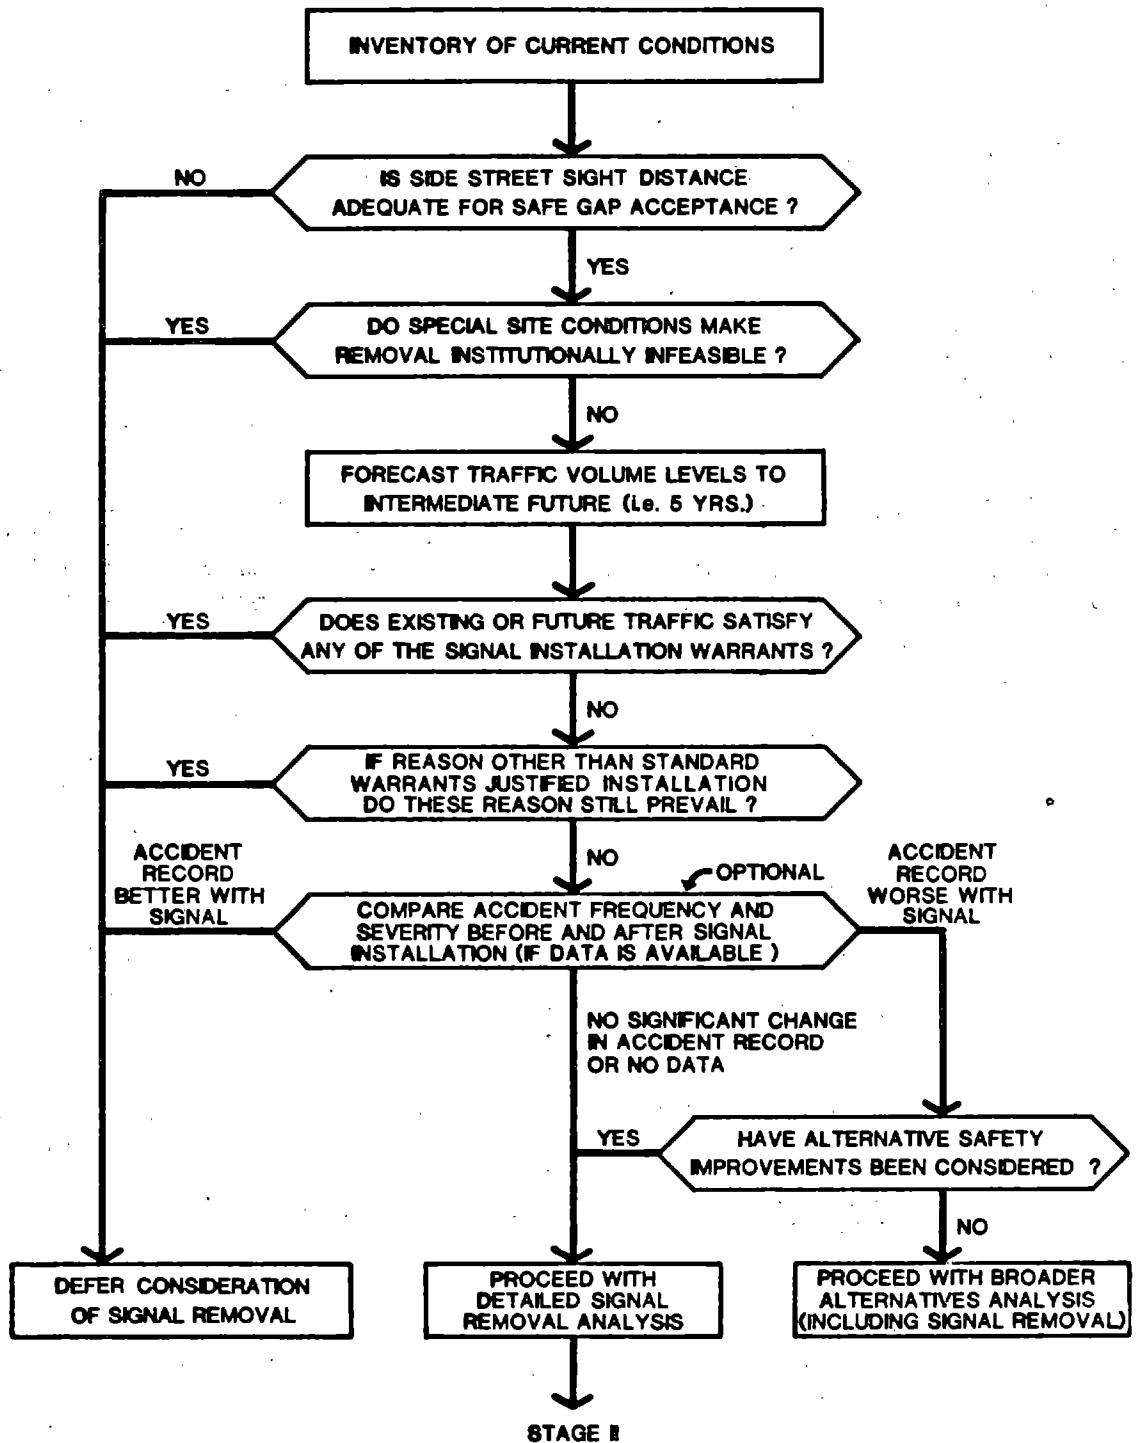 INVENTORY OF CURRENT CONDITIONS
NO
IS SIDE STREET SIGHT DISTANCE
ADEQUATE FOR SAFE GAP ACCEPTANCE ?
YES
YES
DO SPECIAL SITE CONDITIONS MAKE
REMOVAL INSTITUTIONALLY INFEASIBLE ?
NO
FORECAST TRAFFIC VOLUME LEVELS TO
INTERMEDIATE FUTURE (i.e. 5 YRS.)
YES
DOES EXISTING OR FUTURE TRAFFIC SATISFY
ANY OF THE SIGNAL INSTALLATION WARRANTS ?
NO
YES
IF REASON OTHER THAN STANDARD
WARRANTS JUSTIFIED INSTALLATION
DO THESE REASON STILL PREVAIL ?
NO
ACCIDENT
RECORD
BETTER WITH
SIGNAL
OPTIONAL
ACCIDENT
RECORD
WORSE WITH
SIGNAL
COMPARE ACCIDENT FREQUENCY AND
SEVERITY BEFORE AND AFTER SIGNAL
INSTALLATION (IF DATA IS AVAILABLE )
NO SIGNIFICANT CHANGE
IN ACCIDENT RECORD
OR NO DATA
YES
HAVE ALTERNATIVE SAFETY
IMPROVEMENTS BEEN CONSIDERED ?
NO
DEFER CONSIDERATION
OF SIGNAL REMOVAL
PROCEED WITH
DETAILED SIGNAL
REMOVAL ANALYSIS
PROCEED WITH BROADER
ALTERNATIVES ANALYSIS
(INCLUDING SIGNAL REMOVAL)
STAGE II